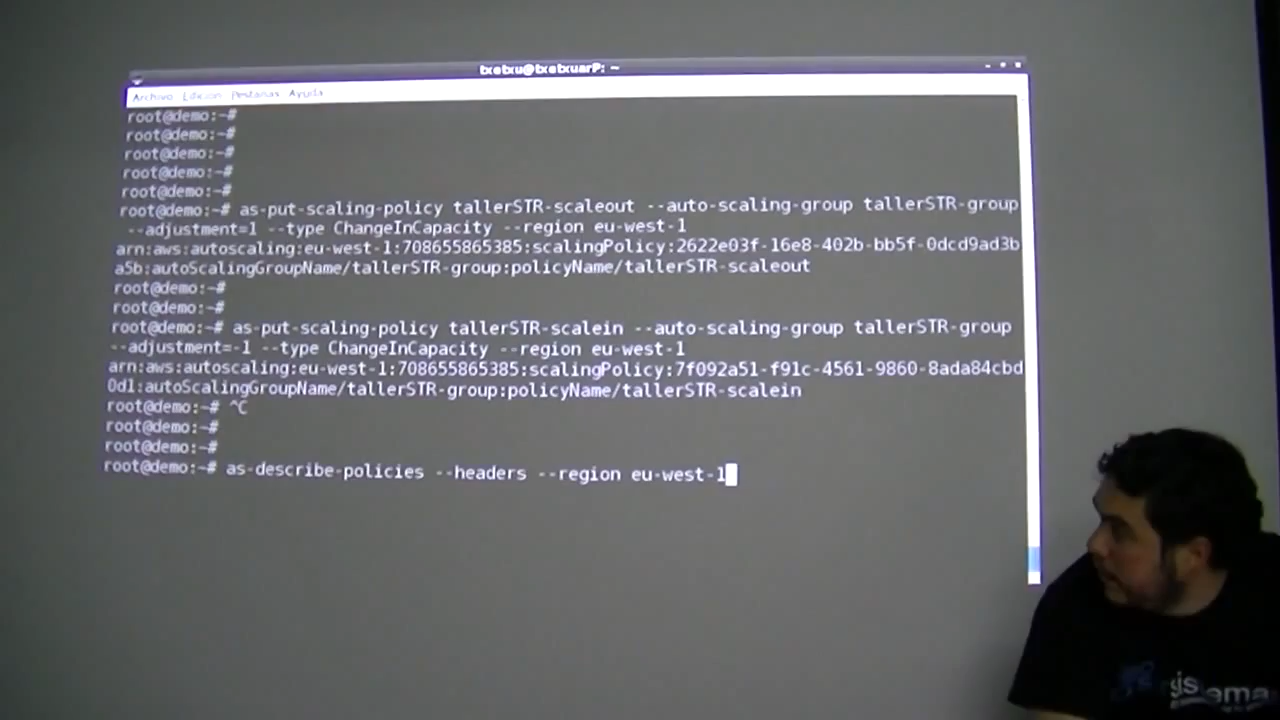 txetxu@txetxuarP: ~
Archivo Edición Pestañas Ayuda
root@demo:~#
root@demo:~#
root@demo:~#
root@demo:~#
root@demo:~#
root@demo:~# as-put-scaling-policy tallerSTR-scaleout --auto-scaling-group tallerSTR-group
--adjustment=1 --type ChangeInCapacity --region eu-west-1
arn:aws:autoscaling:eu-west-1:708655865385:scalingPolicy:2622e03f-16e8-402b-bb5f-0dcd9ad3b
a5b:autoScalingGroupName/tallerSTR-group:policyName/tallerSTR-scaleout
root@demo:~#
root@demo:~#
root@demo:~# as-put-scaling-policy tallerSTR-scalein --auto-scaling-group tallerSTR-group
--adjustment=-1 --type ChangeInCapacity --region eu-west-1
arn:aws:autoscaling:eu-west-1:708655865385:scalingPolicy:7f092a51-f91c-4561-9860-8ada84cbd
0d1:autoScalingGroupName/tallerSTR-group:policyName/tallerSTR-scalein
root@demo:~# ^C
root@demo:~#
root@demo:~#
root@demo:~# as-describe-policies --headers --region eu-west-1